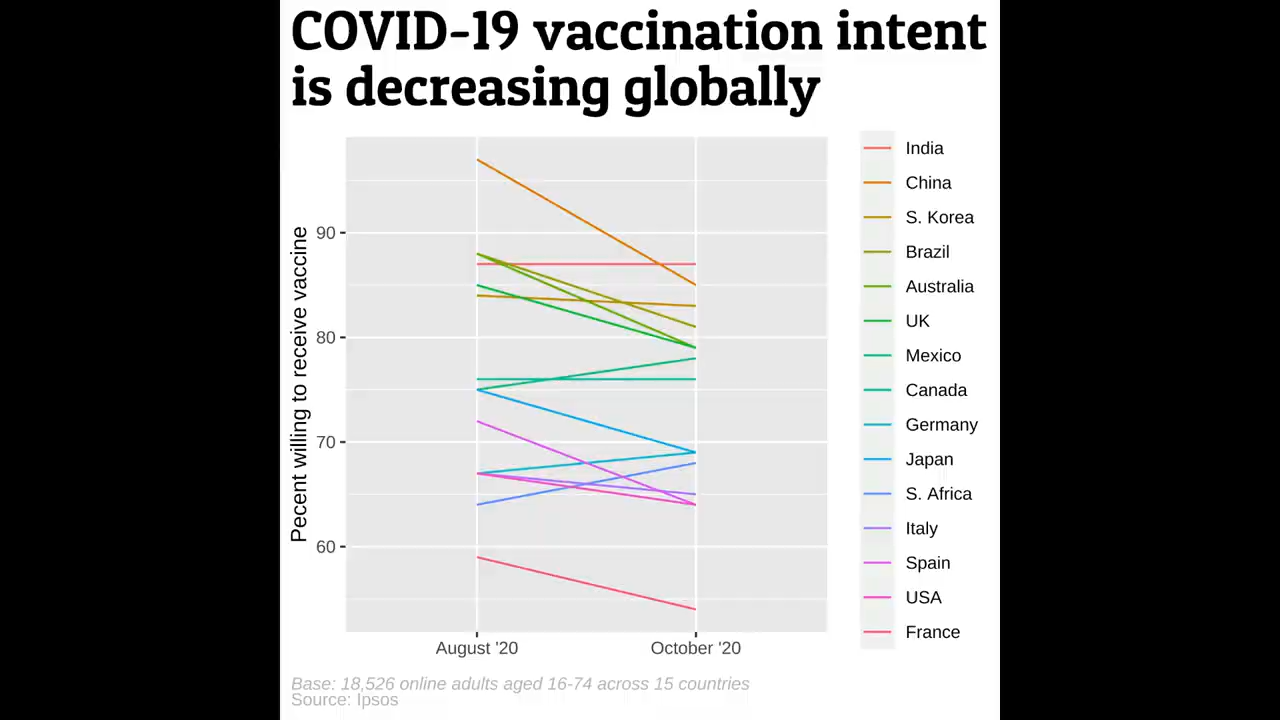 COVID-19 vaccination intent
is decreasing globally
Pecent willing to receive vaccine
90
80
70
60
August '20
October '20
India
China
S. Korea
Brazil
Australia
UK
Mexico
Canada
Germany
Japan
S. Africa
Italy
Spain
USA
France
Base: 18,526 online adults aged 16-74 across 15 countries
Source: Ipsos